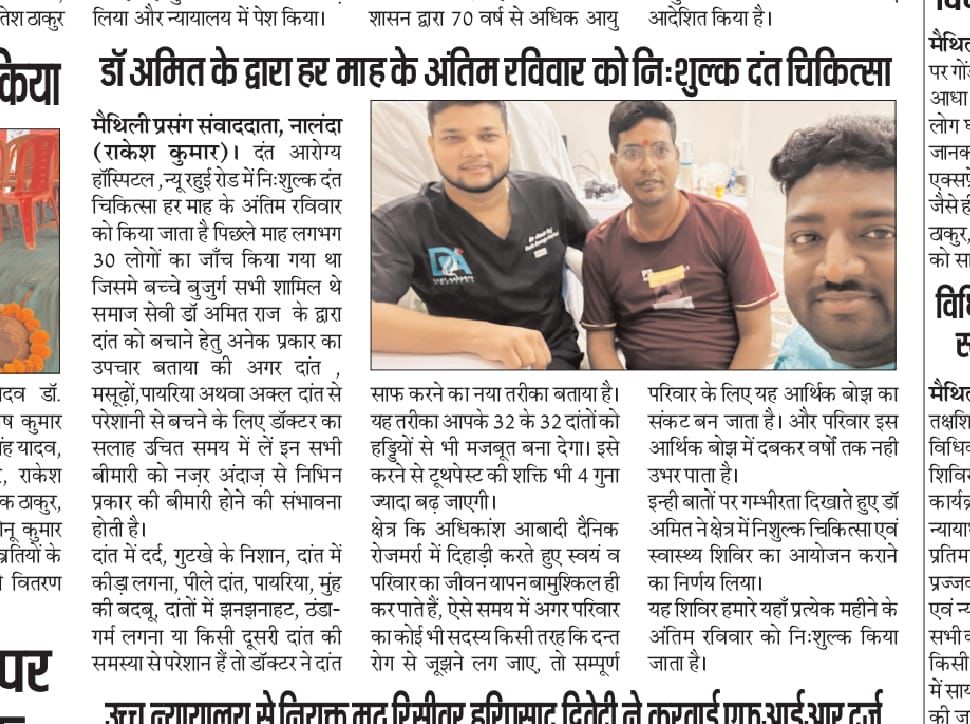 तेश ठाकुर
लिया और न्यायालय में पेश किया।
शासन द्वारा 70 वर्ष से अधिक आयु
आदेशित किया है।
किया
डॉ अमित के द्वारा हर माह के अंतिम रविवार को निःशुल्क दंत चिकित्सा
मैथिली प्रसंग संवाददाता, नालंदा
(राकेश कुमार)। दंत आरोग्य
हॉस्पिटल ,न्यू रहुई रोड में निःशुल्क दंत
चिकित्सा हर माह के अंतिम रविवार
को किया जाता है पिछले माह लगभग
30 लोगों का जाँच किया गया था
जिसमे बच्चे बुजुर्ग सभी शामिल थे
समाज सेवी डॉ अमित राज के द्वारा
दांत को बचाने हेतु अनेक प्रकार का
उपचार बताया की अगर दांत ,
मसूढ़ों, पायरिया अथवा अक्ल दांत से
परेशानी से बचने के लिए डॉक्टर का
सलाह उचित समय में लें इन सभी
बीमारी को नज़र अंदाज़ से निभिन
प्रकार की बीमारी होने की संभावना
होती है।
दांत में दर्द, गुटखे के निशान, दांत में
कीड़ा लगना, पीले दांत, पायरिया, मुंह
की बदबू, दांतों में झनझनाहट, ठंडा-
गर्म लगना या किसी दूसरी दांत की
समस्या से परेशान हैं तो डॉक्टर ने दांत
साफ करने का नया तरीका बताया है।
यह तरीका आपके 32 के 32 दांतों को
हड्डियों से भी मजबूत बना देगा। इसे
करने से टूथपेस्ट की शक्ति भी 4 गुना
ज्यादा बढ़ जाएगी।
क्षेत्र कि अधिकांश आबादी दैनिक
रोजमर्रा में दिहाड़ी करते हुए स्वयं व
परिवार का जीवन यापन बामुश्किल ही
कर पाते हैं, ऐसे समय में अगर परिवार
का कोई भी सदस्य किसी तरह कि दन्त
रोग से जूझने लग जाए, तो सम्पूर्ण
परिवार के लिए यह आर्थिक बोझ का
संकट बन जाता है। और परिवार इस
आर्थिक बोझ में दबकर वर्षों तक नही
उभर पाता है।
इन्ही बातों पर गम्भीरता दिखाते हुए डॉ
अमित ने क्षेत्र में निशुल्क चिकित्सा एवं
स्वास्थ्य शिविर का आयोजन कराने
का निर्णय लिया।
यह शिविर हमारे यहाँ प्रत्येक महीने के
अंतिम रविवार को निःशुल्क किया
जाता है।
यादव डॉ.
कुमार
सिंह यादव,
राकेश
ठाकुर,
कुमार
व्रतियों के
वितरण
पर
पर गों
आधा
लोग
जानक
एक्सप्रे
जैसे ही
ठाकुर,
को सा
विधि
तक्षशि
विधिक
शिविर
कार्यक्र
न्याया
प्रतिमा
प्रज्जव
एवं न्य
सभी व
किसी
में साय
की ज
उच्च न्यायालय से नियुक्त मठ रिसीवर हरिप्रसाद द्विवेदी ने करवाई एफ आई आर दर्ज